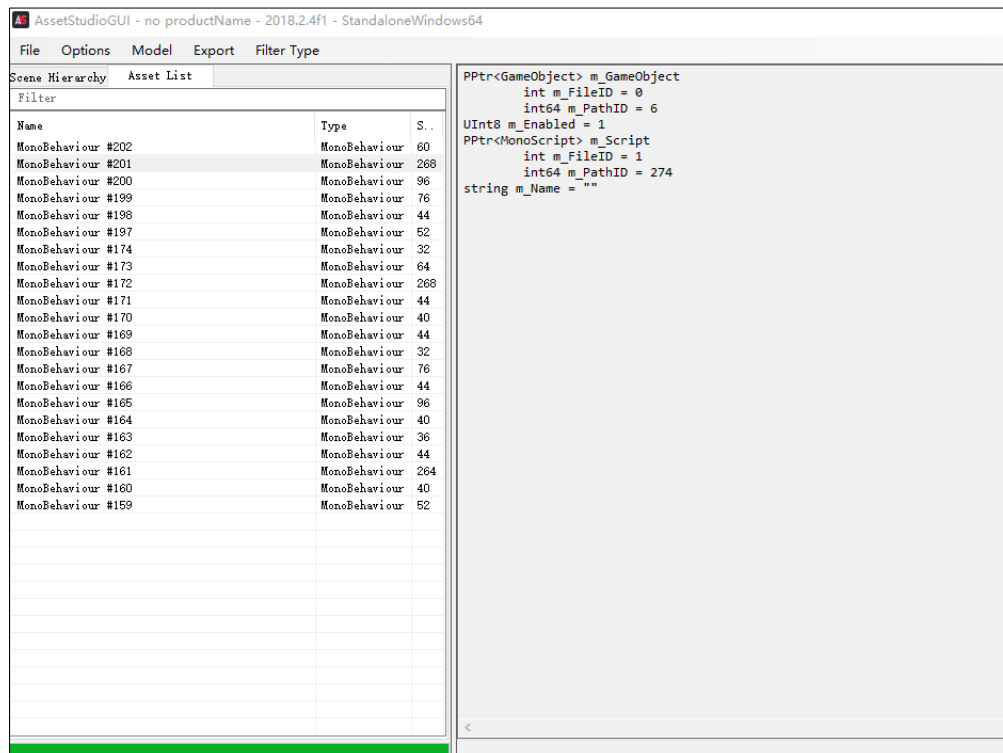 AS AssetStudioGUI - no productName - 2018.2.4f1 - StandaloneWindows64
File Options Model Export Filter Type
Scene Hierarchy Asset List
Filter
Name Type S..
MonoBehaviour #202 MonoBehaviour 60
MonoBehaviour #201 MonoBehaviour 268
MonoBehaviour #200 MonoBehaviour 96
MonoBehaviour #199 MonoBehaviour 76
MonoBehaviour #198 MonoBehaviour 44
MonoBehaviour #197 MonoBehaviour 52
MonoBehaviour #174 MonoBehaviour 32
MonoBehaviour #173 MonoBehaviour 64
MonoBehaviour #172 MonoBehaviour 268
MonoBehaviour #171 MonoBehaviour 44
MonoBehaviour #170 MonoBehaviour 40
MonoBehaviour #169 MonoBehaviour 44
MonoBehaviour #168 MonoBehaviour 32
MonoBehaviour #167 MonoBehaviour 76
MonoBehaviour #166 MonoBehaviour 44
MonoBehaviour #165 MonoBehaviour 96
MonoBehaviour #164 MonoBehaviour 40
MonoBehaviour #163 MonoBehaviour 36
MonoBehaviour #162 MonoBehaviour 44
MonoBehaviour #161 MonoBehaviour 264
MonoBehaviour #160 MonoBehaviour 40
MonoBehaviour #159 MonoBehaviour 52
PPtr<GameObject> m_GameObject
int m_FileID = 0
int64 m_PathID = 6
UInt8 m_Enabled = 1
PPtr<MonoScript> m_Script
int m_FileID = 1
int64 m_PathID = 274
string m_Name = ""